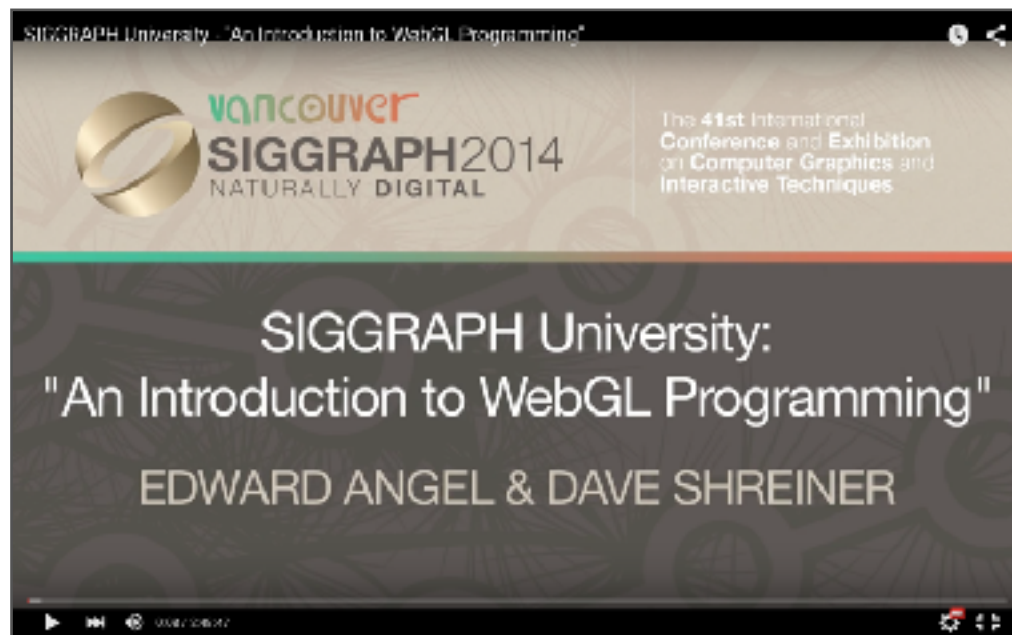 SIGGRAPH University - "An Introduction to WebGL Programming"
vancouver
SIGGRAPH2014
NATURALLY DIGITAL
The 41st International
Conference and Exhibition
on Computer Graphics and
Interactive Techniques
SIGGRAPH University:
"An Introduction to WebGL Programming"
EDWARD ANGEL & DAVE SHREINER